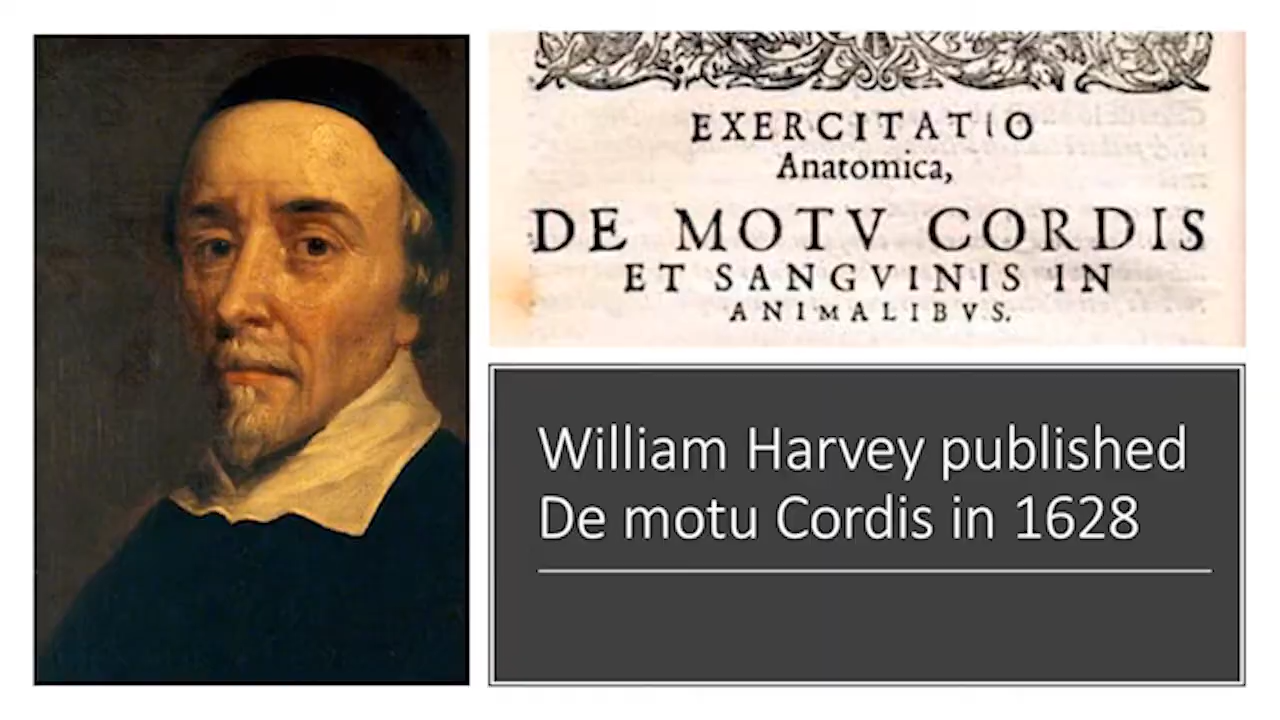 EXERCITATIO
Anatomica,
DE MOTV CORDIS
ET SANGVINIS IN
ANIMALIBVS.
William Harvey published
De motu Cordis in 1628